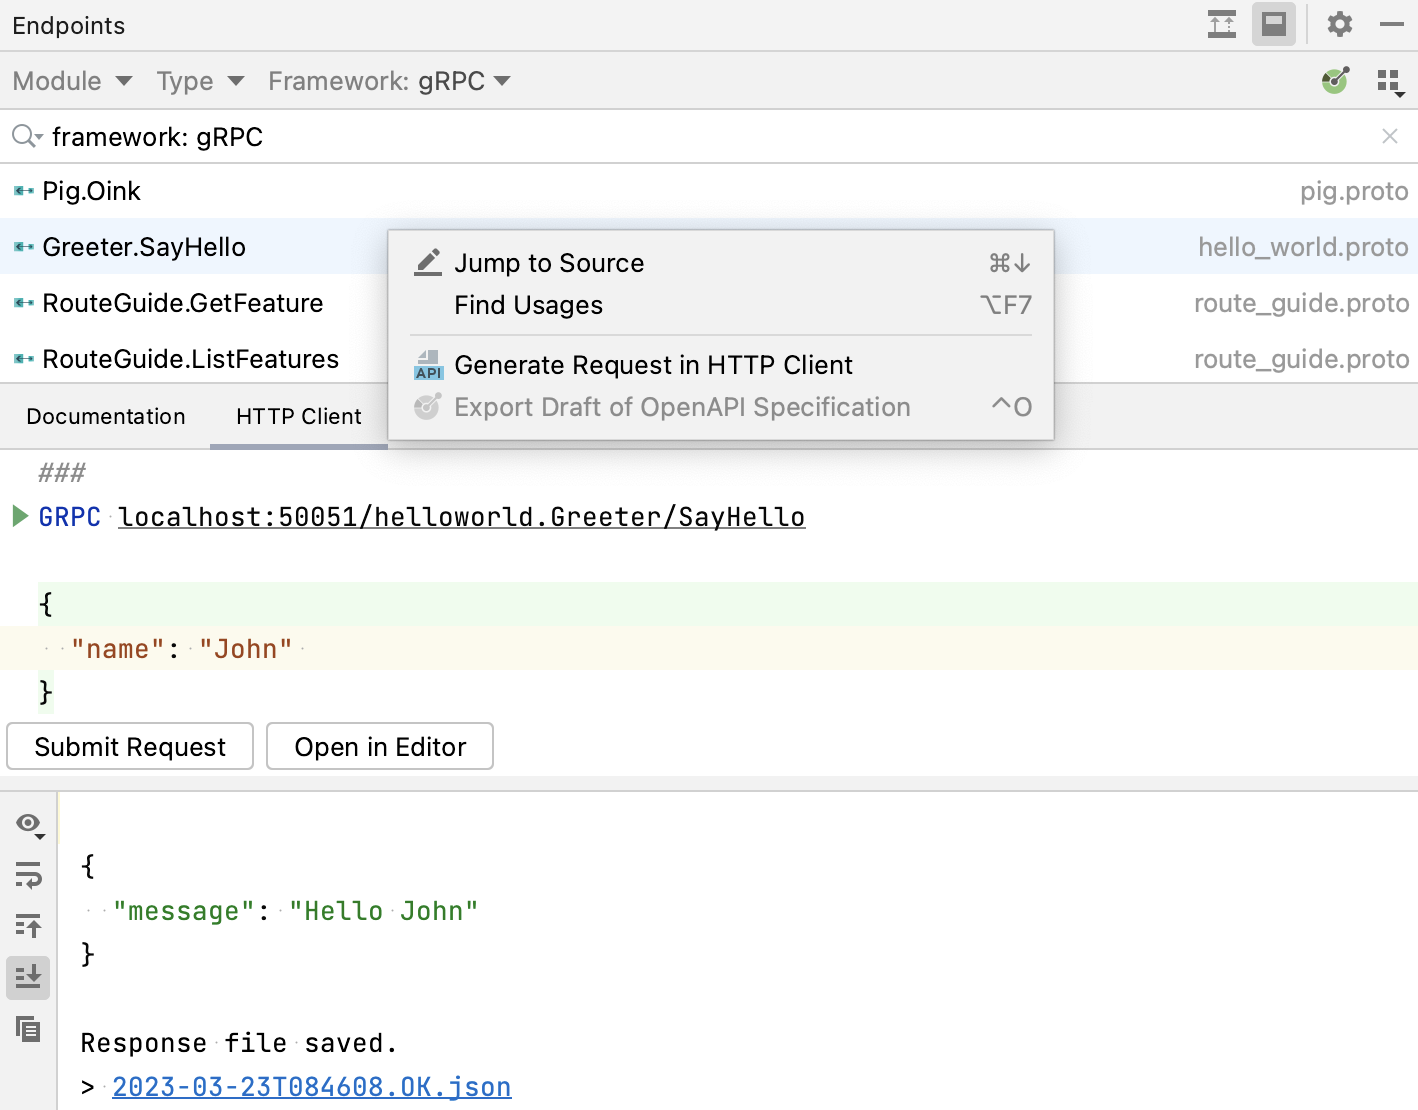 Endpoints
Module Type Framework: gRPC
framework: gRPC
Pig.Oink pig.proto
Greeter.SayHello hello_world.proto
RouteGuide.GetFeature route_guide.proto
RouteGuide.ListFeatures route_guide.proto
Jump to Source ⌘↓
Find Usages ⌥F7
API Generate Request in HTTP Client
Export Draft of OpenAPI Specification ^O
Documentation HTTP Client
###
GRPC localhost:50051/helloworld.Greeter/SayHello
{
"name": "John"
}
Submit Request Open in Editor
{
"message": "Hello John"
}
Response file saved.
> 2023-03-23T084608.OK.json